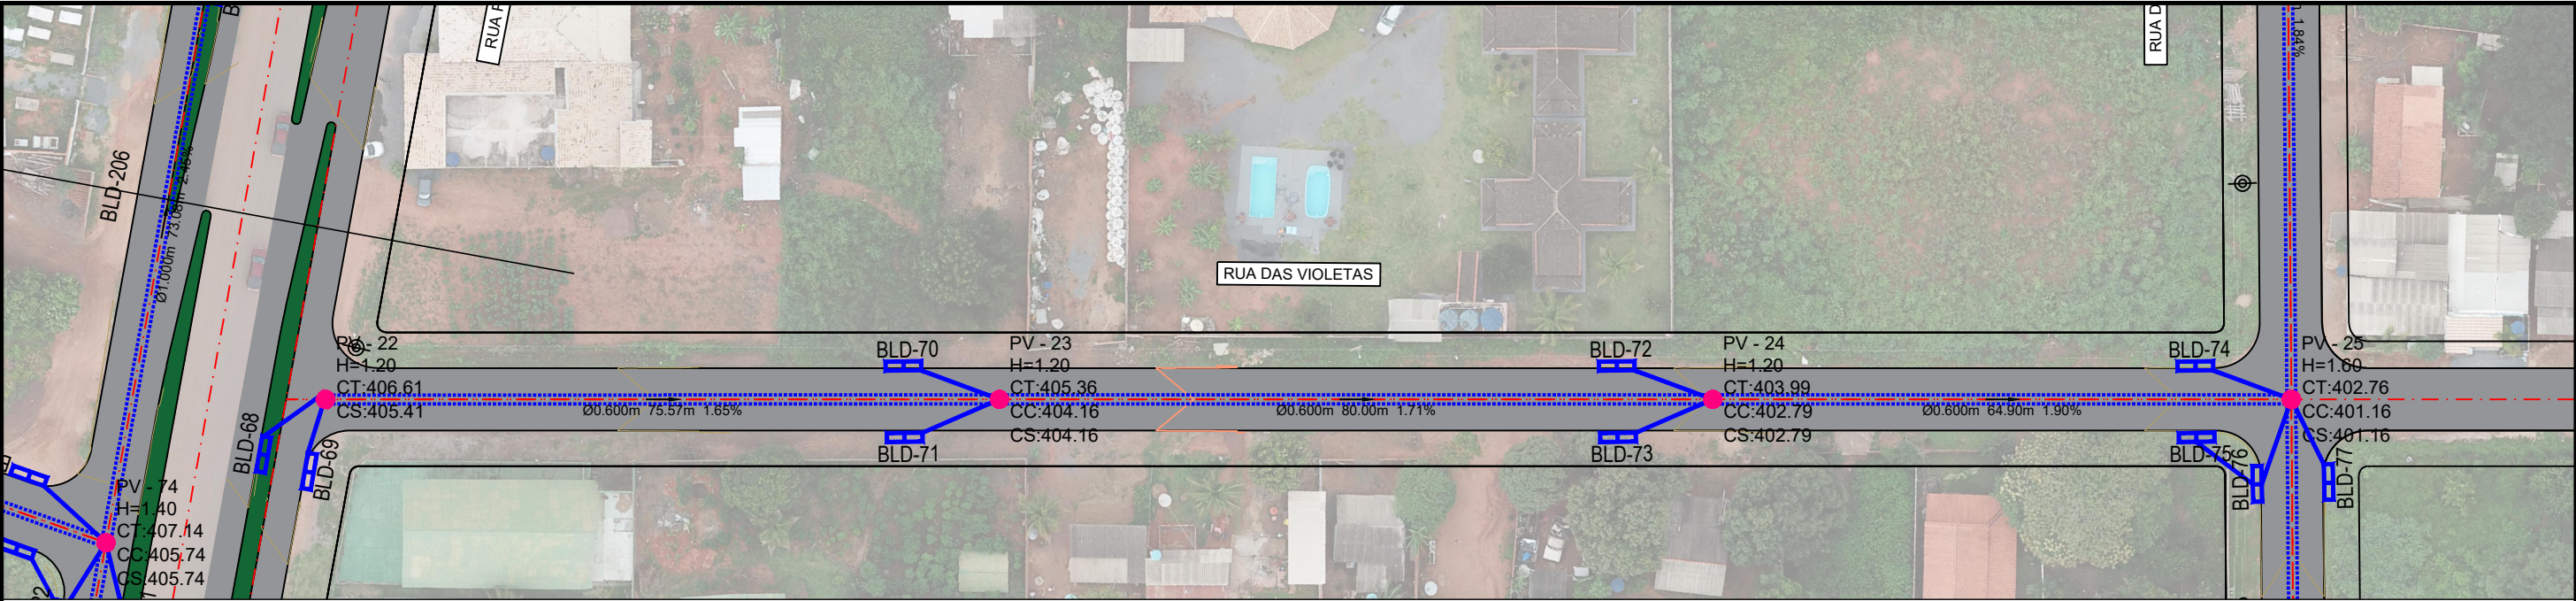 RUA
RUA D
1.84%
BLD-206
Ø1.000m 73.08m 2.45%
RUA DAS VIOLETAS
PV - 22
H=1.20
CT:406.61
CS:405.41
BLD-68
BLD-69
Ø0.600m 75.57m 1.65%
BLD-70
BLD-71
PV - 23
H=1.20
CT:405.36
CC:404.16
CS:404.16
Ø0.600m 80.00m 1.71%
BLD-72
BLD-73
PV - 24
H=1.20
CT:403.99
CC:402.79
CS:402.79
Ø0.600m 64.90m 1.90%
BLD-74
BLD-75
BLD-76
BLD-77
PV - 25
H=1.60
CT:402.76
CC:401.16
CS:401.16
PV - 74
H=1.40
CT:407.14
CC:405.74
CS:405.74